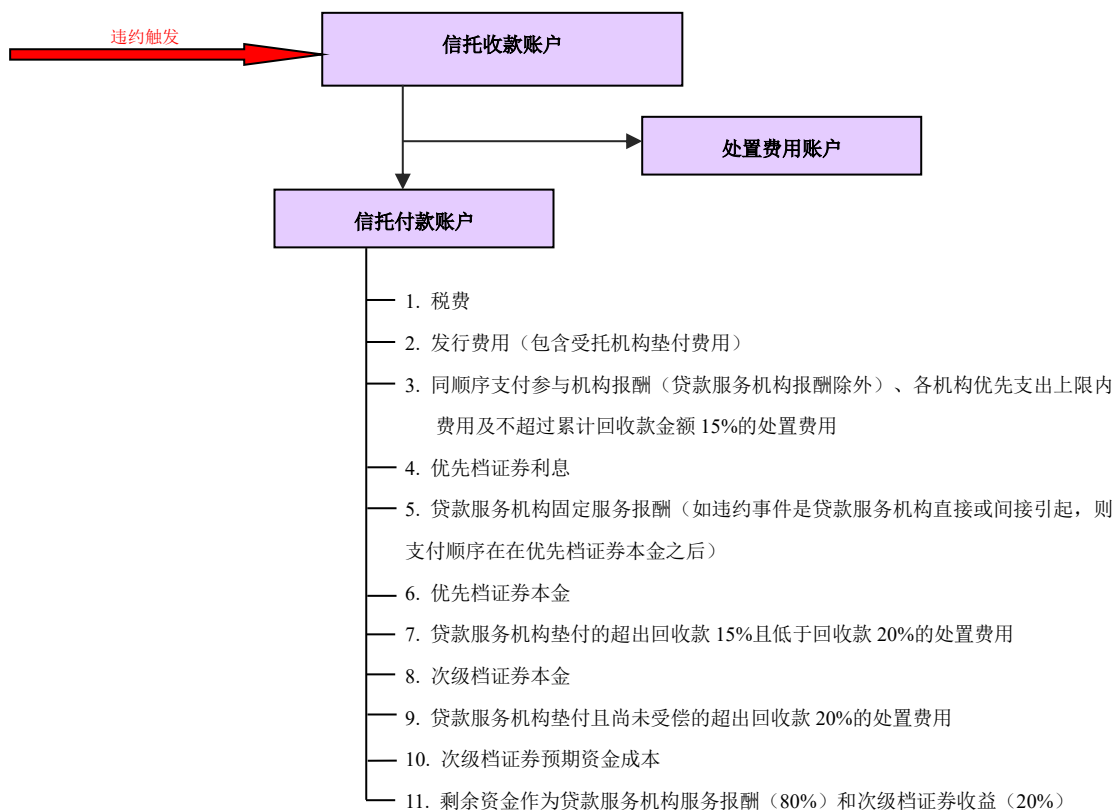 违约触发
信托收款账户
处置费用账户
信托付款账户
1. 税费
2. 发行费用（包含受托机构垫付费用）
3. 同顺序支付参与机构报酬（贷款服务机构报酬除外）、各机构优先支出上限内
费用及不超过累计回收款金额 15%的处置费用
4. 优先档证券利息
5. 贷款服务机构固定服务报酬（如违约事件是贷款服务机构直接或间接引起，则
支付顺序在在优先档证券本金之后）
6. 优先档证券本金
7. 贷款服务机构垫付的超出回收款 15%且低于回收款 20%的处置费用
8. 次级档证券本金
9. 贷款服务机构垫付且尚未受偿的超出回收款 20%的处置费用
10. 次级档证券预期资金成本
11. 剩余资金作为贷款服务机构服务报酬（80%）和次级档证券收益（20%）